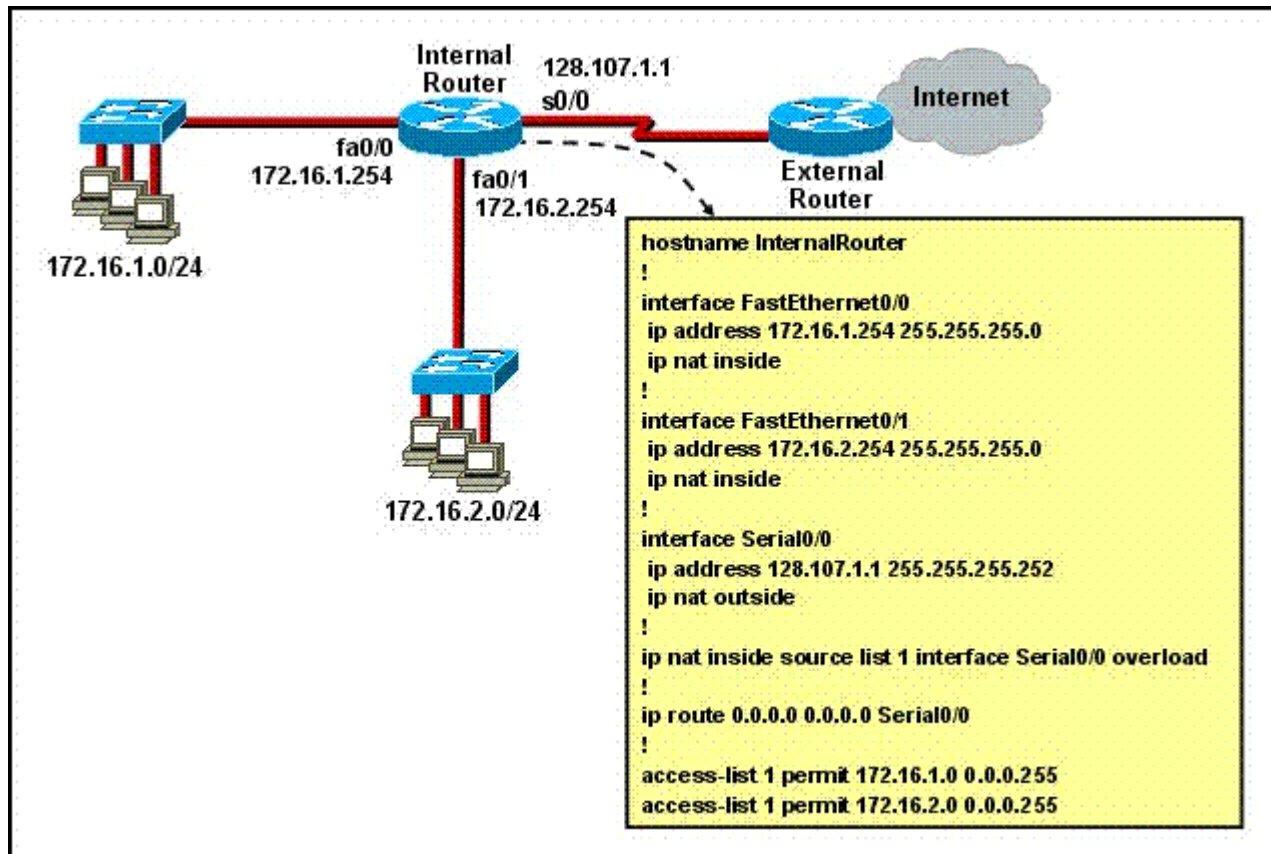 Internal
Router
128.107.1.1
s0/0
Internet
fa0/0
172.16.1.254
fa0/1
172.16.2.254
External
Router
172.16.1.0/24
172.16.2.0/24
hostname InternalRouter
!
interface FastEthernet0/0
ip address 172.16.1.254 255.255.255.0
ip nat inside
!
interface FastEthernet0/1
ip address 172.16.2.254 255.255.255.0
ip nat inside
!
interface Serial0/0
ip address 128.107.1.1 255.255.255.252
ip nat outside
!
ip nat inside source list 1 interface Serial0/0 overload
!
ip route 0.0.0.0 0.0.0.0 Serial0/0
!
access-list 1 permit 172.16.1.0 0.0.0.255
access-list 1 permit 172.16.2.0 0.0.0.255